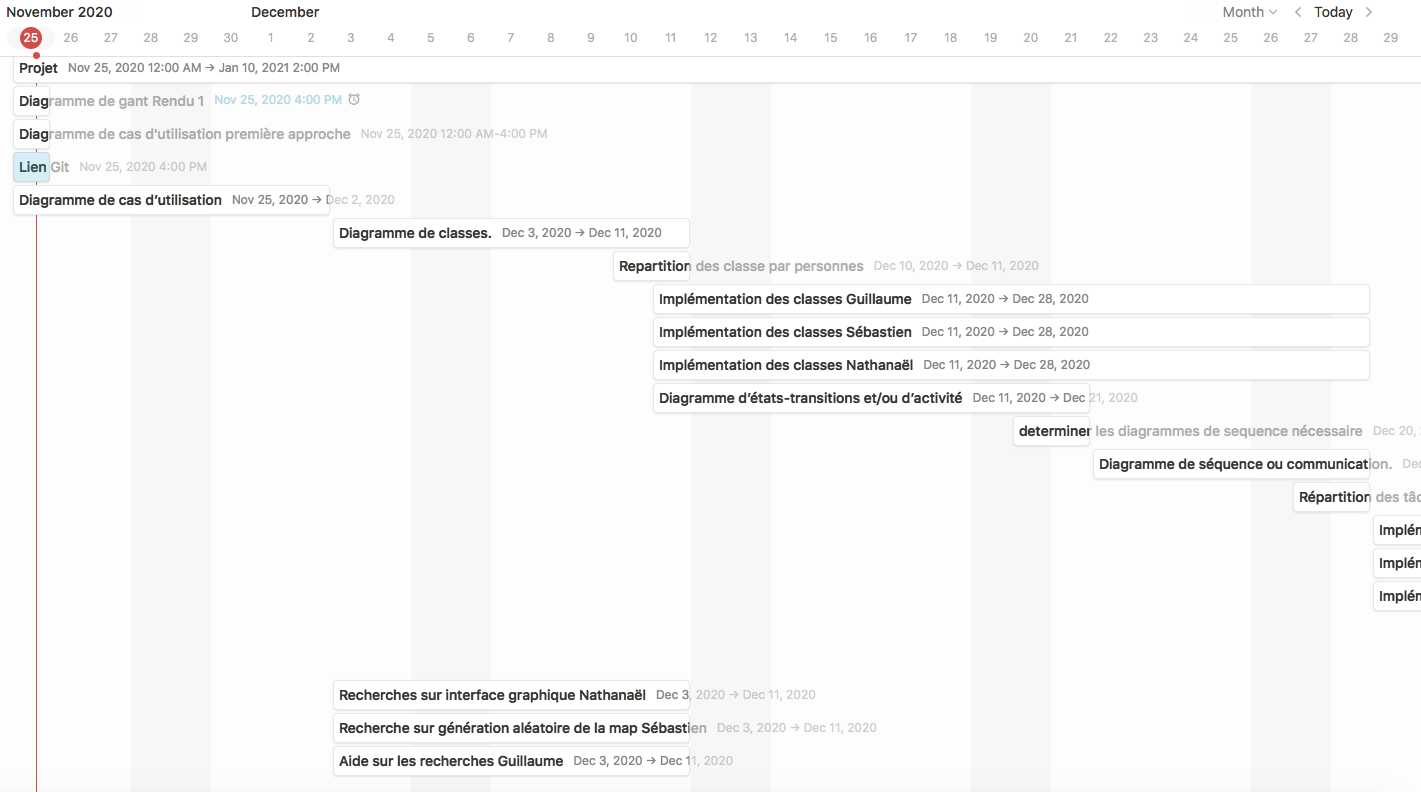 November 2020 December Month Today
25 26 27 28 29 30 1 2 3 4 5 6 7 8 9 10 11 12 13 14 15 16 17 18 19 20 21 22 23 24 25 26 27 28 29
Projet Nov 25, 2020 12:00 AM → Jan 10, 2021 2:00 PM
Diagramme de gant Rendu 1 Nov 25, 2020 4:00 PM
Diagramme de cas d'utilisation première approche Nov 25, 2020 12:00 AM-4:00 PM
Lien Git Nov 25, 2020 4:00 PM
Diagramme de cas d’utilisation Nov 25, 2020 → Dec 2, 2020
Diagramme de classes. Dec 3, 2020 → Dec 11, 2020
Repartition des classe par personnes Dec 10, 2020 → Dec 11, 2020
Implémentation des classes Guillaume Dec 11, 2020 → Dec 28, 2020
Implémentation des classes Sébastien Dec 11, 2020 → Dec 28, 2020
Implémentation des classes Nathanaël Dec 11, 2020 → Dec 28, 2020
Diagramme d’états-transitions et/ou d’activité Dec 11, 2020 → Dec 21, 2020
determiner les diagrammes de sequence nécessaire Dec 20,
Diagramme de séquence ou communication. Dec
Répartition des tâc
Implém
Implém
Implém
Recherches sur interface graphique Nathanaël Dec 3, 2020 → Dec 11, 2020
Recherche sur génération aléatoire de la map Sébastien Dec 3, 2020 → Dec 11, 2020
Aide sur les recherches Guillaume Dec 3, 2020 → Dec 11, 2020